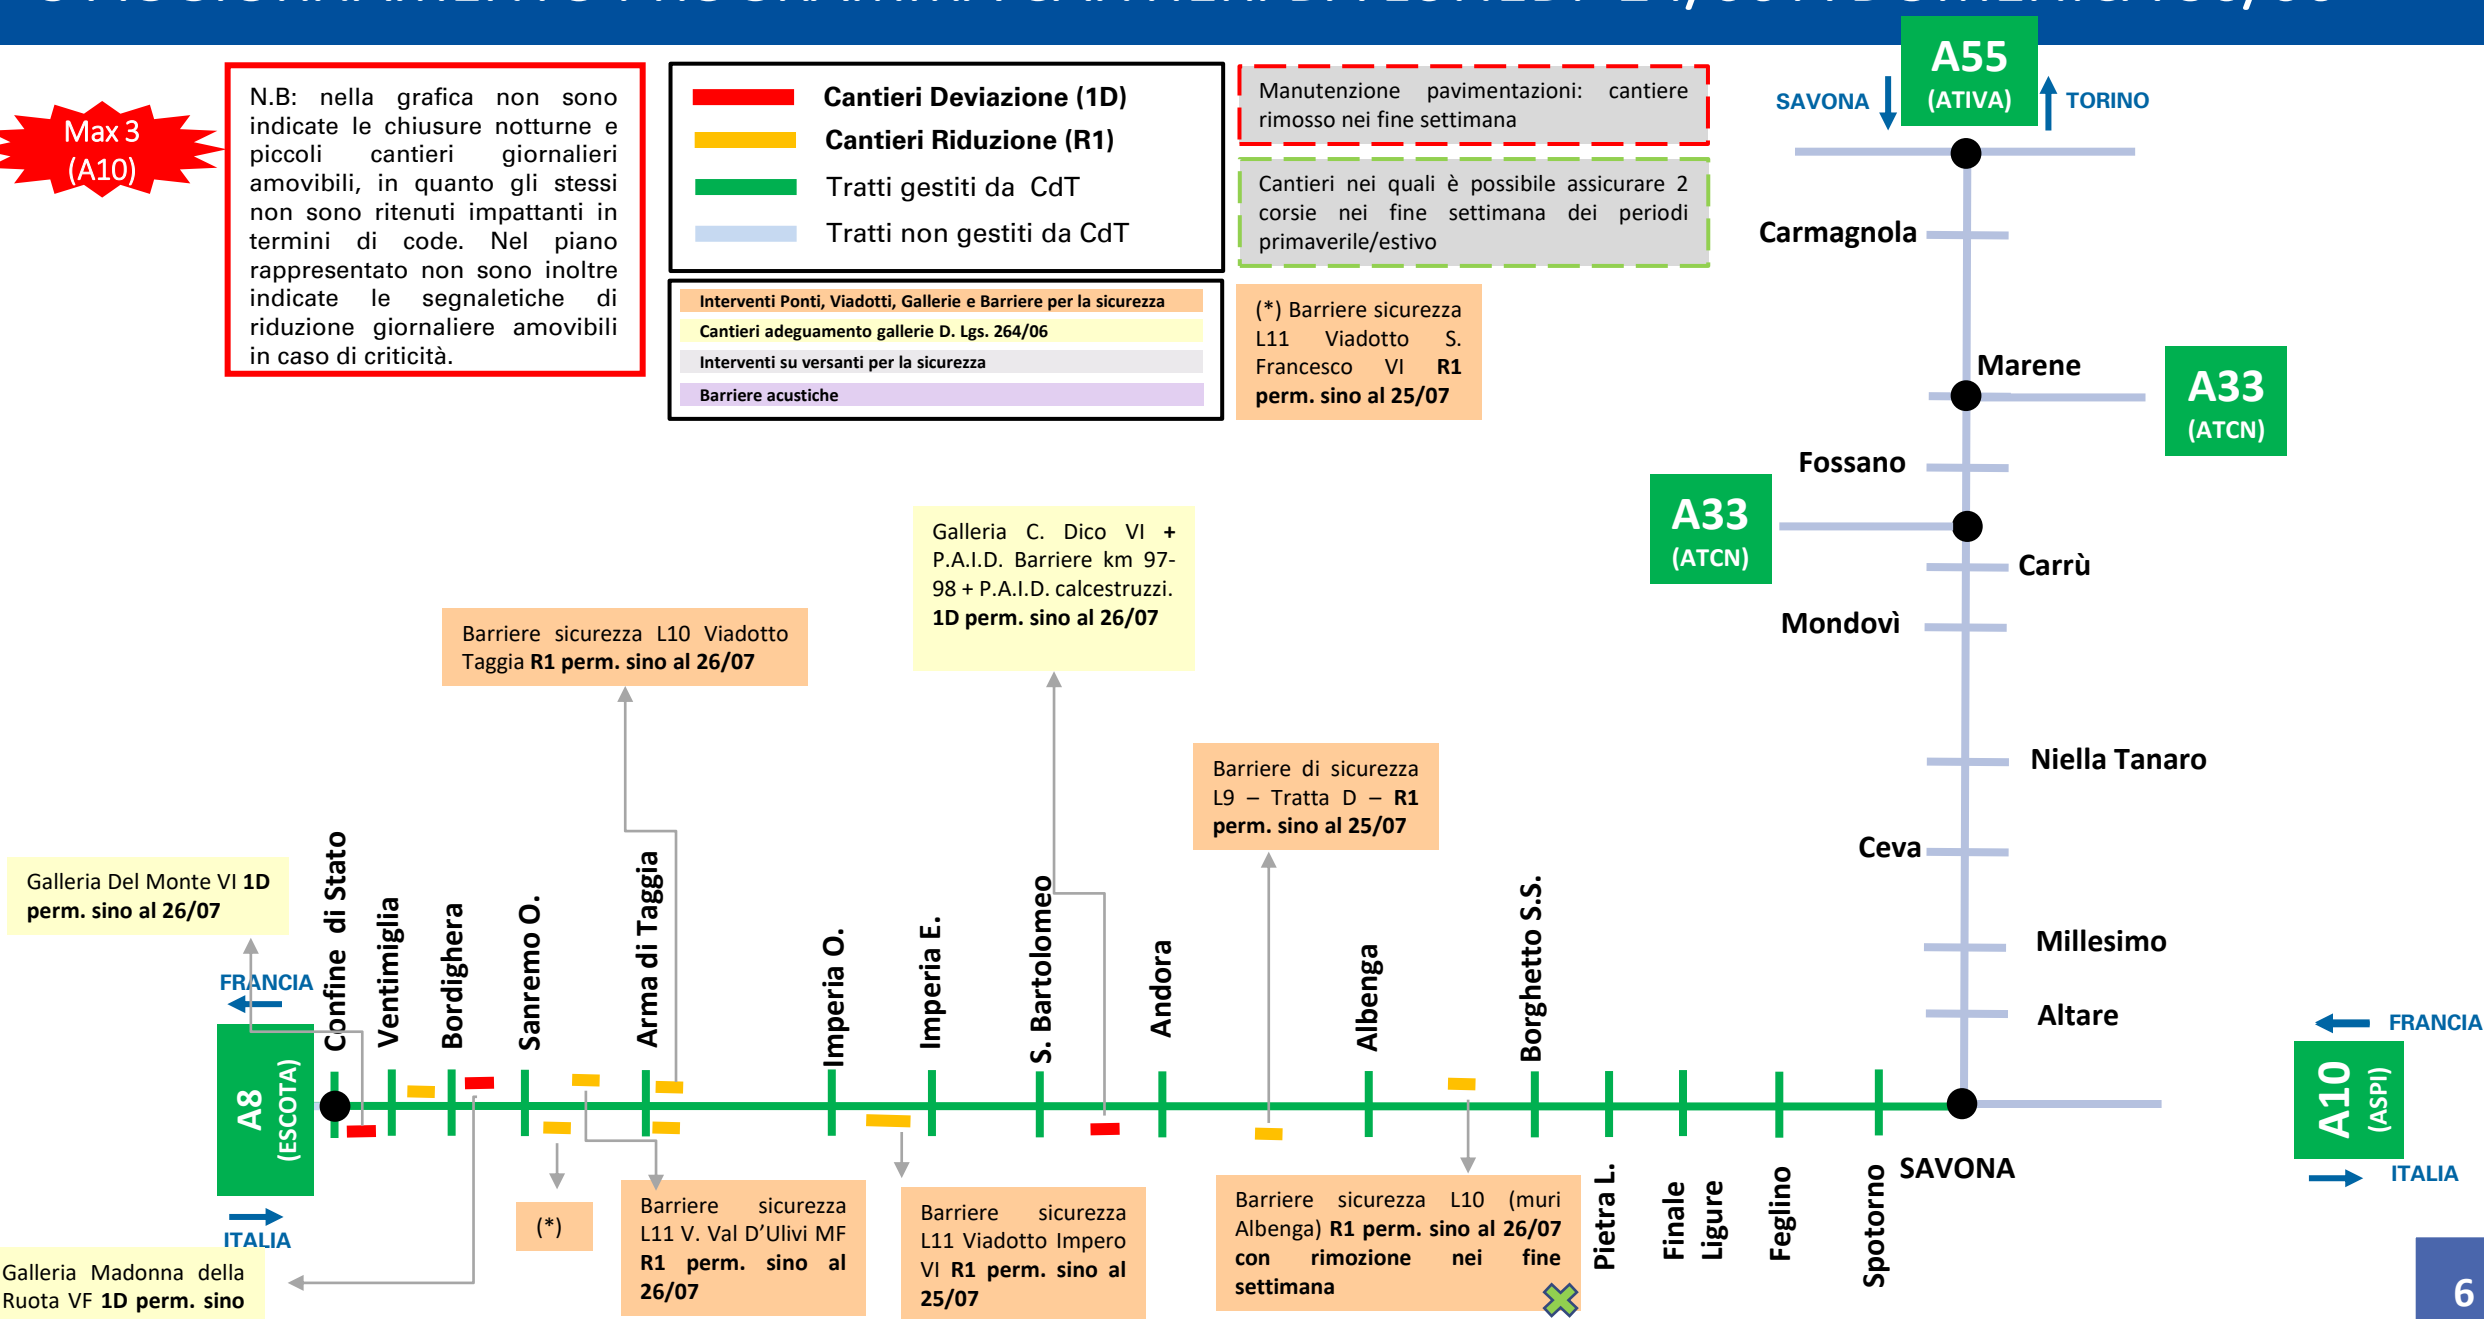 Max 3
(A10)
N.B: nella grafica non sono
indicate le chiusure notturne e
piccoli cantieri giornalieri
amovibili, in quanto gli stessi
non sono ritenuti impattanti in
termini di code. Nel piano
rappresentato non sono inoltre
indicate le segnaletiche di
riduzione giornaliere amovibili
in caso di criticità.
Cantieri Deviazione (1D)
Cantieri Riduzione (R1)
Tratti gestiti da CdT
Tratti non gestiti da CdT
Interventi Ponti, Viadotti, Gallerie e Barriere per la sicurezza
Cantieri adeguamento gallerie D. Lgs. 264/06
Interventi su versanti per la sicurezza
Barriere acustiche
Manutenzione pavimentazioni: cantiere
rimosso nei fine settimana
Cantieri nei quali è possibile assicurare 2
corsie nei fine settimana dei periodi
primaverile/estivo
(*) Barriere sicurezza
L11 Viadotto S.
Francesco VI R1
perm. sino al 25/07
SAVONA
A55
(ATIVA)
TORINO
Carmagnola
Marene
A33
(ATCN)
Fossano
A33
(ATCN)
Carrù
Mondovì
Niella Tanaro
Ceva
Millesimo
Altare
Galleria C. Dico VI +
P.A.I.D. Barriere km 97-
98 + P.A.I.D. calcestruzzi.
1D perm. sino al 26/07
Barriere sicurezza L10 Viadotto
Taggia R1 perm. sino al 26/07
Barriere di sicurezza
L9 – Tratta D – R1
perm. sino al 25/07
Galleria Del Monte VI 1D
perm. sino al 26/07
FRANCIA
A8
(ESCOTA)
ITALIA
Confine di Stato
Ventimiglia
Bordighera
Sanremo O.
Arma di Taggia
Imperia O.
Imperia E.
S. Bartolomeo
Andora
Albenga
Borghetto S.S.
Pietra L.
Finale
Ligure
Feglino
Spotorno
SAVONA
FRANCIA
A10
(ASPI)
ITALIA
Galleria Madonna della
Ruota VF 1D perm. sino
(*)
Barriere sicurezza
L11 V. Val D'Ulivi MF
R1 perm. sino al
26/07
Barriere sicurezza
L11 Viadotto Impero
VI R1 perm. sino al
25/07
Barriere sicurezza L10 (muri
Albenga) R1 perm. sino al 26/07
con rimozione nei fine
settimana
6